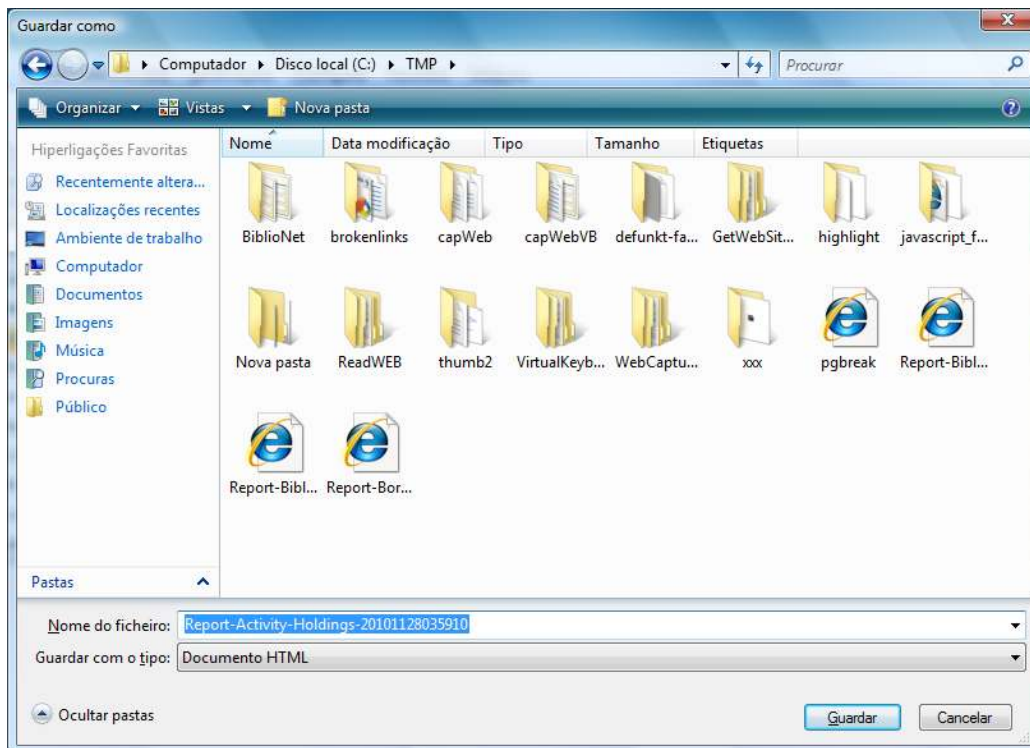 Guardar como
Computador Disco local (C:) TMP
Procurar
Organizar Vistas Nova pasta
Hiperligações Favoritas
Recentemente altera...
Localizações recentes
Ambiente de trabalho
Computador
Documentos
Imagens
Música
Procuras
Público
Pastas
Nome Data modificação Tipo Tamanho Etiquetas
BiblioNet brokenlinks capWeb capWebVB defunkt-fa... GetWebSit... highlight javascript_f...
Nova pasta ReadWEB thumb2 VirtualKeyb... WebCaptu... xxx pgbreak Report-Bibl...
Report-Bibl... Report-Bor...
Nome do ficheiro: Report-Activity-Holdings-20101128035910
Guardar com o tipo: Documento HTML
Ocultar pastas
Guardar Cancelar